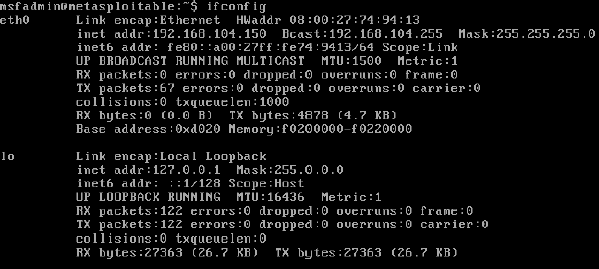 msfadmin@metasploitable:~$ ifconfig
eth0      Link encap:Ethernet  HWaddr 08:00:27:74:94:13
          inet addr:192.168.104.150  Bcast:192.168.104.255  Mask:255.255.255.0
          inet6 addr: fe80::a00:27ff:fe74:9413/64 Scope:Link
          UP BROADCAST RUNNING MULTICAST  MTU:1500  Metric:1
          RX packets:0 errors:0 dropped:0 overruns:0 frame:0
          TX packets:67 errors:0 dropped:0 overruns:0 carrier:0
          collisions:0 txqueuelen:1000
          RX bytes:0 (0.0 B)  TX bytes:4878 (4.7 KB)
          Base address:0xd020 Memory:f0200000-f0220000
lo        Link encap:Local Loopback
          inet addr:127.0.0.1  Mask:255.0.0.0
          inet6 addr: ::1/128 Scope:Host
          UP LOOPBACK RUNNING  MTU:16436  Metric:1
          RX packets:122 errors:0 dropped:0 overruns:0 frame:0
          TX packets:122 errors:0 dropped:0 overruns:0 carrier:0
          collisions:0 txqueuelen:0
          RX bytes:27363 (26.7 KB)  TX bytes:27363 (26.7 KB)